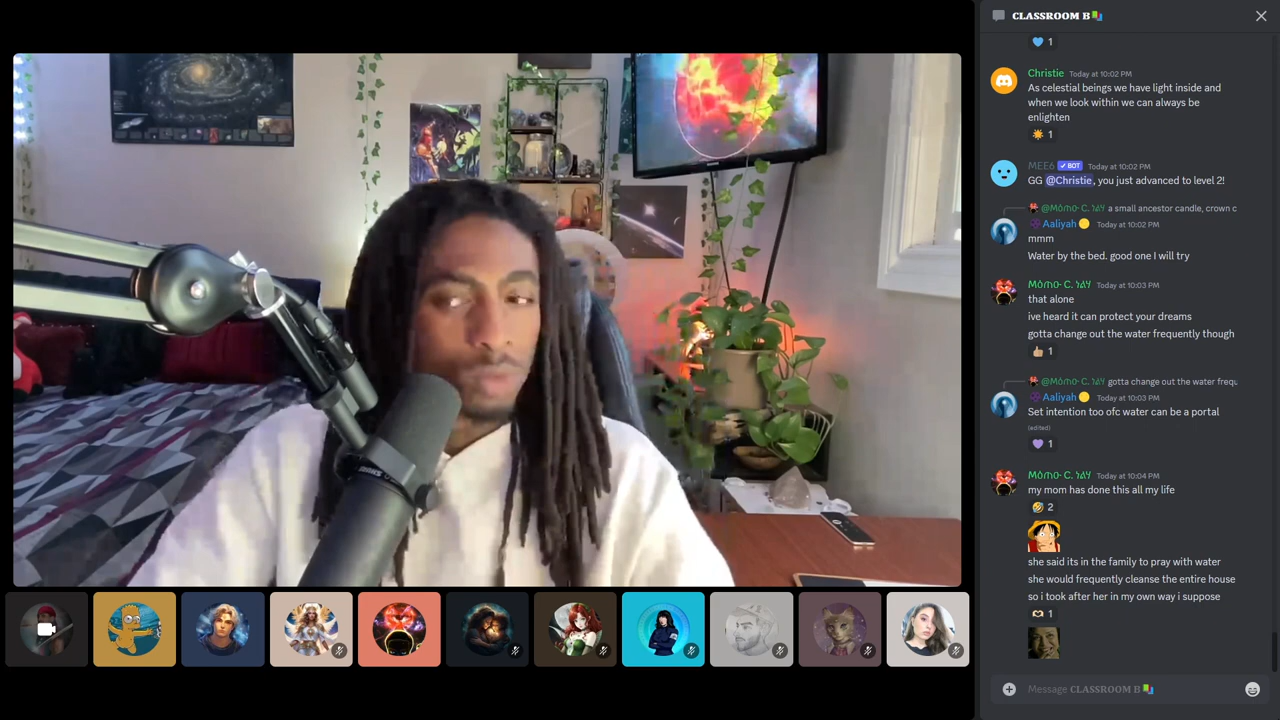 CLASSROOM B
1
Christie Today at 10:02 PM
As celestial beings we have light inside and
when we look within we can always be
enlighten
1
MEE6 ✓ BOT Today at 10:02 PM
GG @Christie, you just advanced to level 2!
a small ancestor candle, crown c
Aaliyah Today at 10:02 PM
mmm
Water by the bed. good one I will try
Today at 10:03 PM
that alone
ive heard it can protect your dreams
gotta change out the water frequently though
1
gotta change out the water frequ
Aaliyah Today at 10:03 PM
Set intention too ofc water can be a portal
(edited)
1
Today at 10:04 PM
my mom has done this all my life
2
she said its in the family to pray with water
she would frequently cleanse the entire house
so i took after her in my own way i suppose
1
Message CLASSROOM B